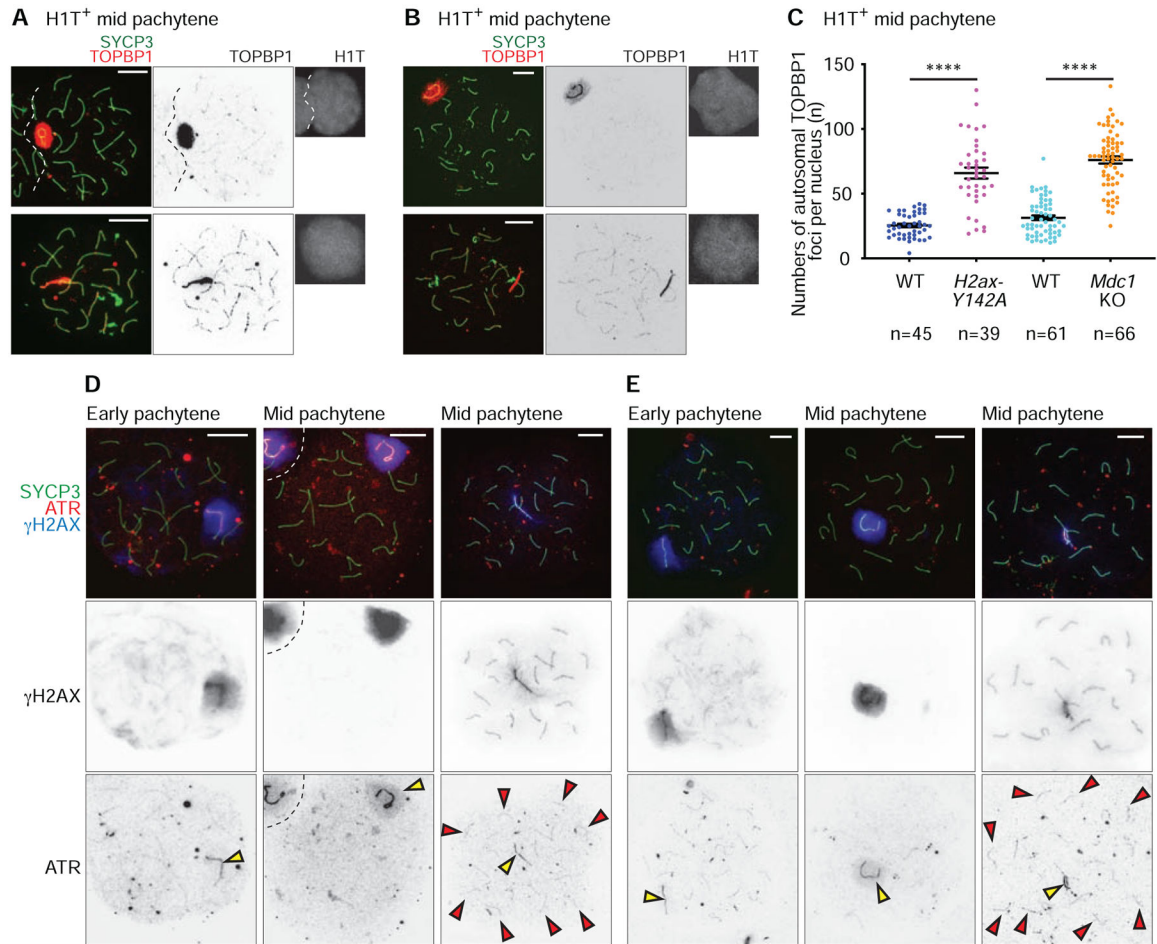 A H1T⁺ mid pachytene
SYCP3
TOPBP1 TOPBP1 H1T
B H1T⁺ mid pachytene
SYCP3
TOPBP1 TOPBP1 H1T
C H1T⁺ mid pachytene
Numbers of autosomal TOPBP1
foci per nucleus (n)
150
100
50
0
**** ****
WT H2ax- WT Mdc1
Y142A KO
n=45 n=39 n=61 n=66
D
Early pachytene Mid pachytene Mid pachytene
E
Early pachytene Mid pachytene Mid pachytene
SYCP3
ATR
γH2AX
γH2AX
ATR